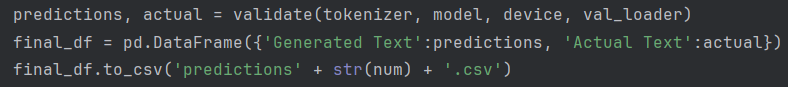 predictions, actual = validate(tokenizer, model, device, val_loader)
final_df = pd.DataFrame({'Generated Text':predictions, 'Actual Text':actual})
final_df.to_csv('predictions' + str(num) + '.csv')